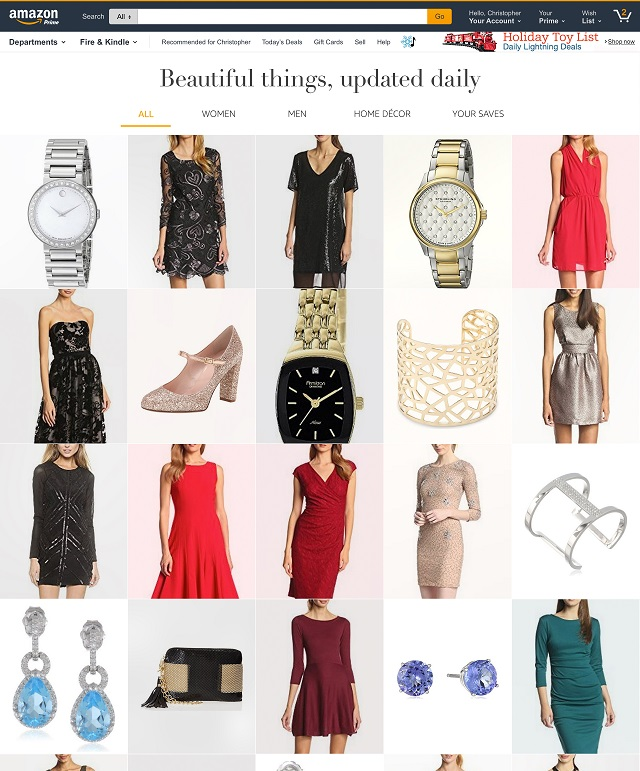 amazon
Prime
Search
All
Go
Hello, Christopher
Your Account
Your
Prime
Wish
List
2
Departments
Fire & Kindle
Recommended for Christopher
Today's Deals
Gift Cards
Sell
Help
Holiday Toy List
Daily Lightning Deals
Shop now
Beautiful things, updated daily
ALL
WOMEN
MEN
HOME DÉCOR
YOUR SAVES
Armitron